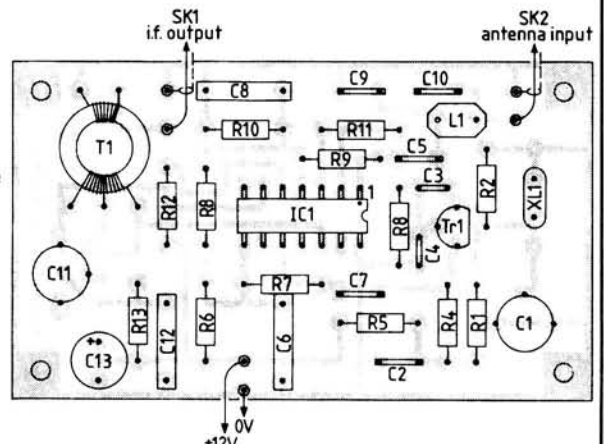 SK1
i.f. output
SK2
antenna input
C8
C9
C10
T1
R10
R11
L1
R9
C5
C3
R2
XL1
R12
R8
IC1
1
R8
Tr1
C4
C11
R7
C7
R13
C12
R6
C6
R5
R4
R1
C1
+
C13
C2
0V
+12V